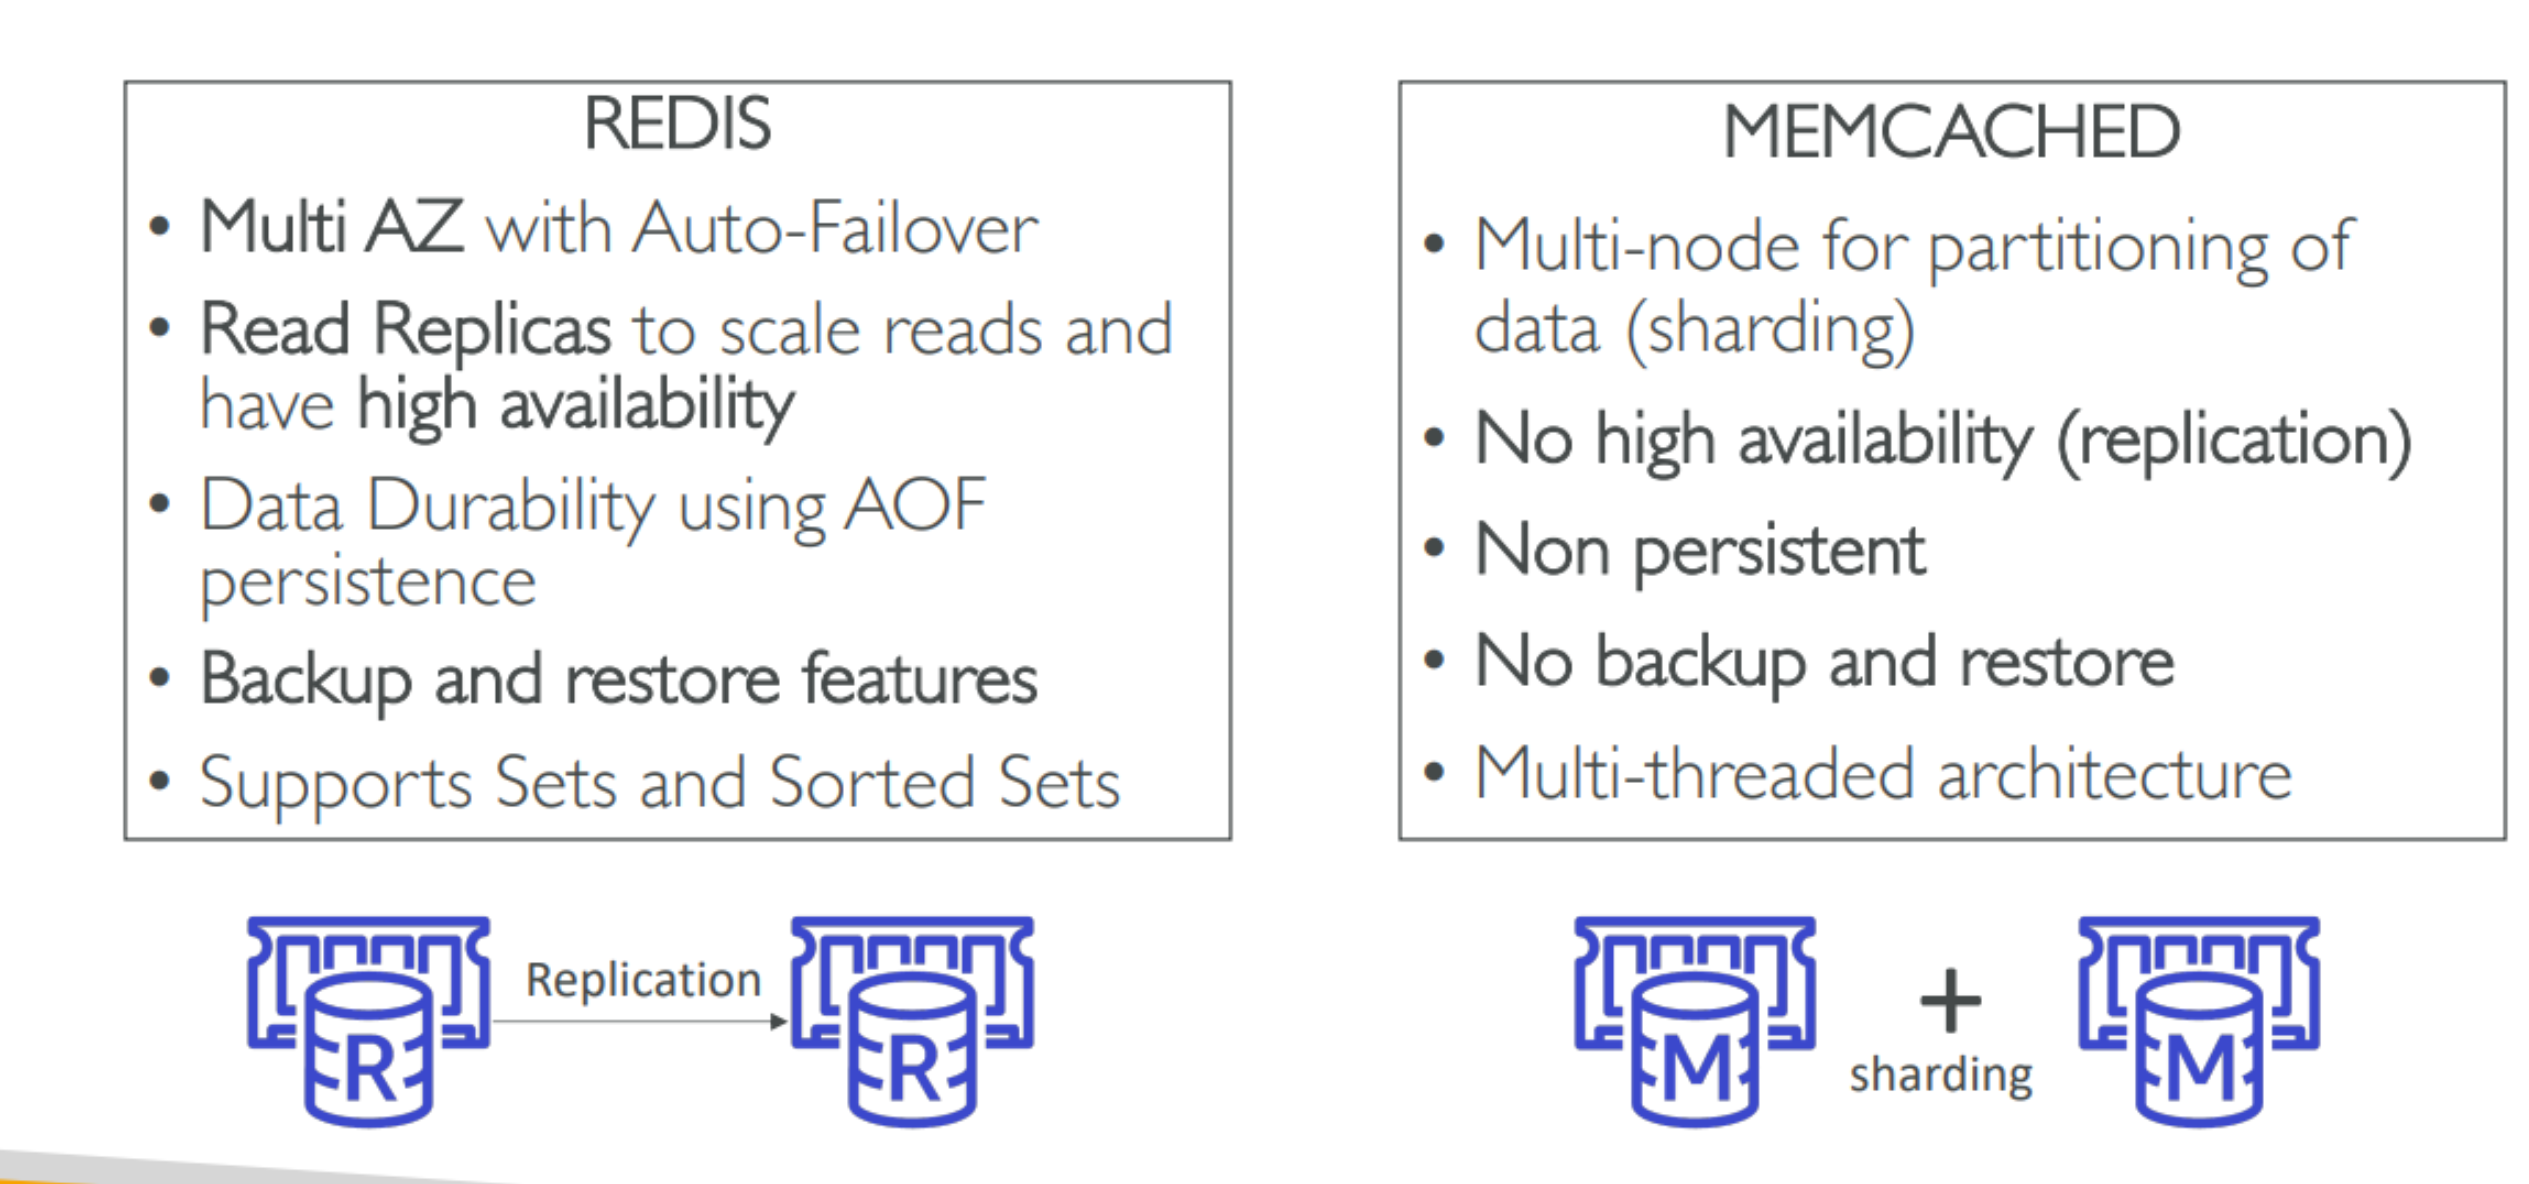 REDIS
• Multi AZ with Auto-Failover
• Read Replicas to scale reads and
have high availability
• Data Durability using AOF
persistence
• Backup and restore features
• Supports Sets and Sorted Sets
MEMCACHED
• Multi-node for partitioning of
data (sharding)
• No high availability (replication)
• Non persistent
• No backup and restore
• Multi-threaded architecture
R
Replication
R
M
+
sharding
M